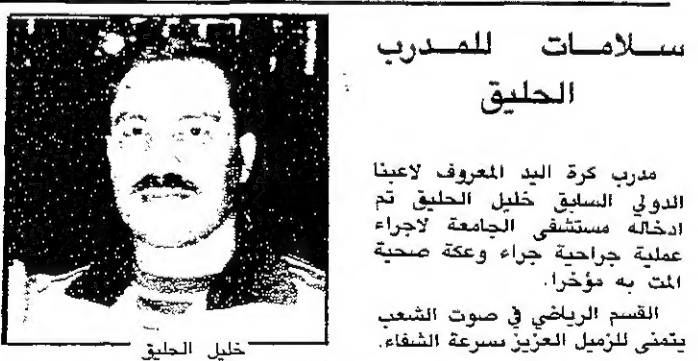 سلامات للمدرب
الحليق
مدرب كرة اليد المعروف لاعبنا
الدولي السابق خليل الحليق تم
ادخاله مستشفى الجامعة لاجراء
عملية جراحية جراء وعكة صحية
المت به مؤخرا.
القسم الرياضي في صوت الشعب
يتمنى للزميل العزيز سرعة الشفاء.
خليل الحليق